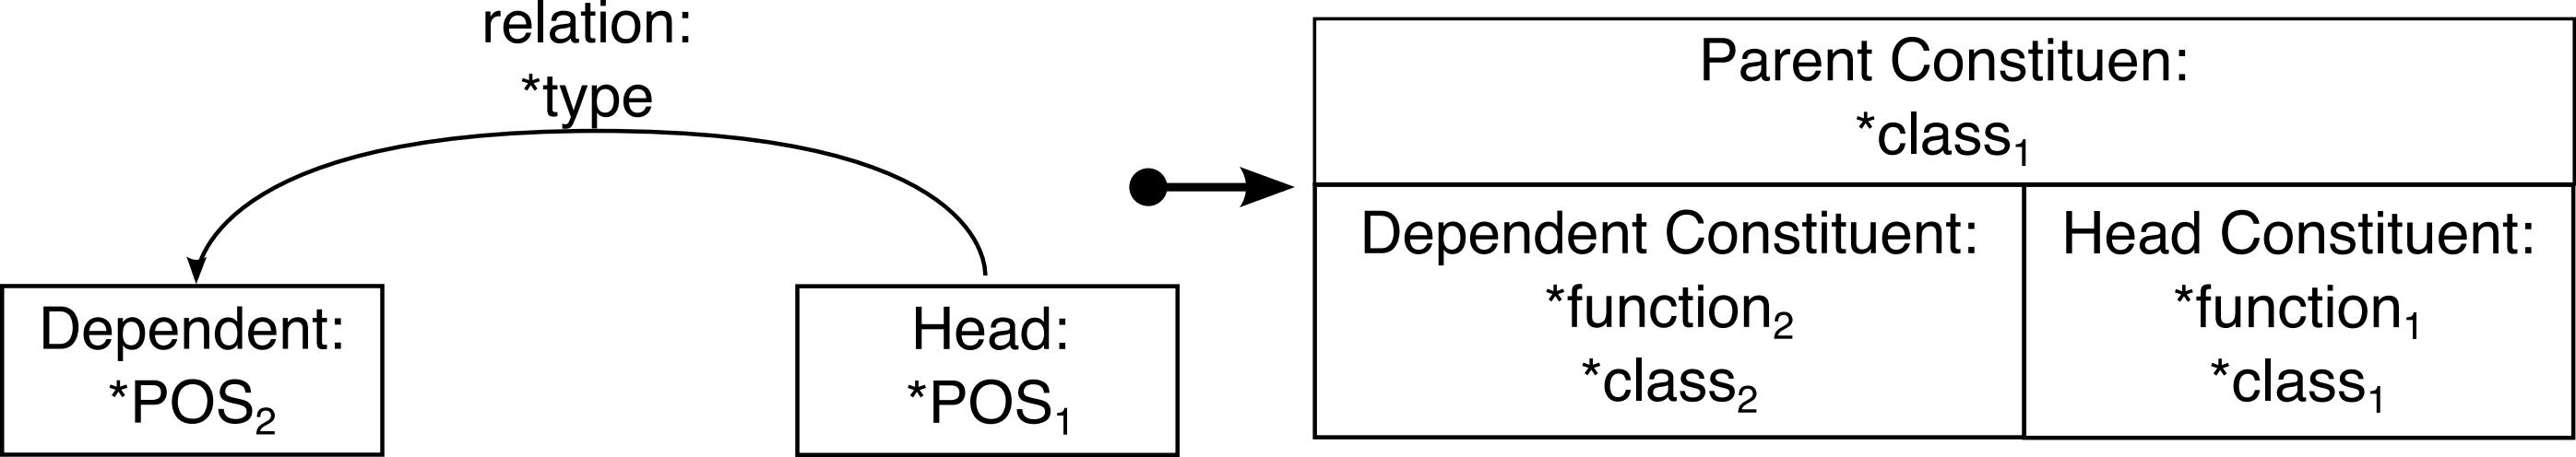 relation:
*type
Dependent:
*POS₂
Head:
*POS₁
Parent Constituen:
*class₁
Dependent Constituent:
*function₂
*class₂
Head Constituent:
*function₁
*class₁